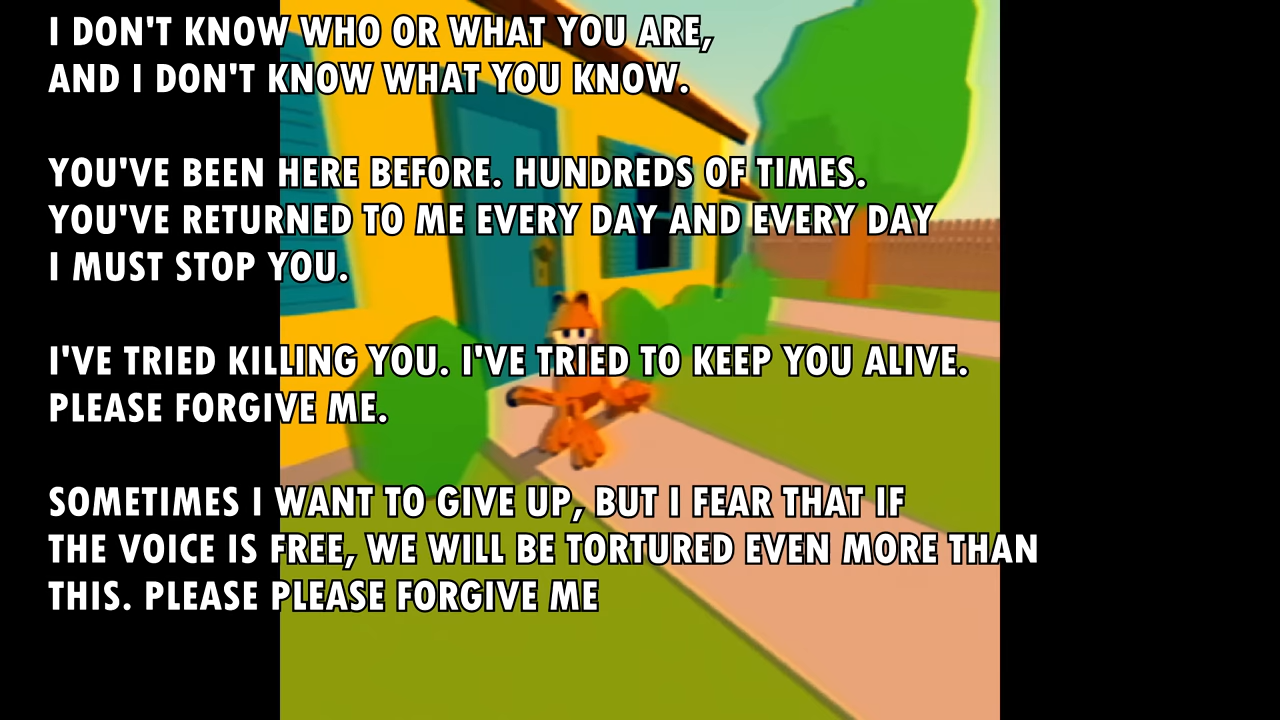 I DON'T KNOW WHO OR WHAT YOU ARE,
AND I DON'T KNOW WHAT YOU KNOW.
YOU'VE BEEN HERE BEFORE. HUNDREDS OF TIMES.
YOU'VE RETURNED TO ME EVERY DAY AND EVERY DAY
I MUST STOP YOU.
I'VE TRIED KILLING YOU. I'VE TRIED TO KEEP YOU ALIVE.
PLEASE FORGIVE ME.
SOMETIMES I WANT TO GIVE UP, BUT I FEAR THAT IF
THE VOICE IS FREE, WE WILL BE TORTURED EVEN MORE THAN
THIS. PLEASE PLEASE FORGIVE ME